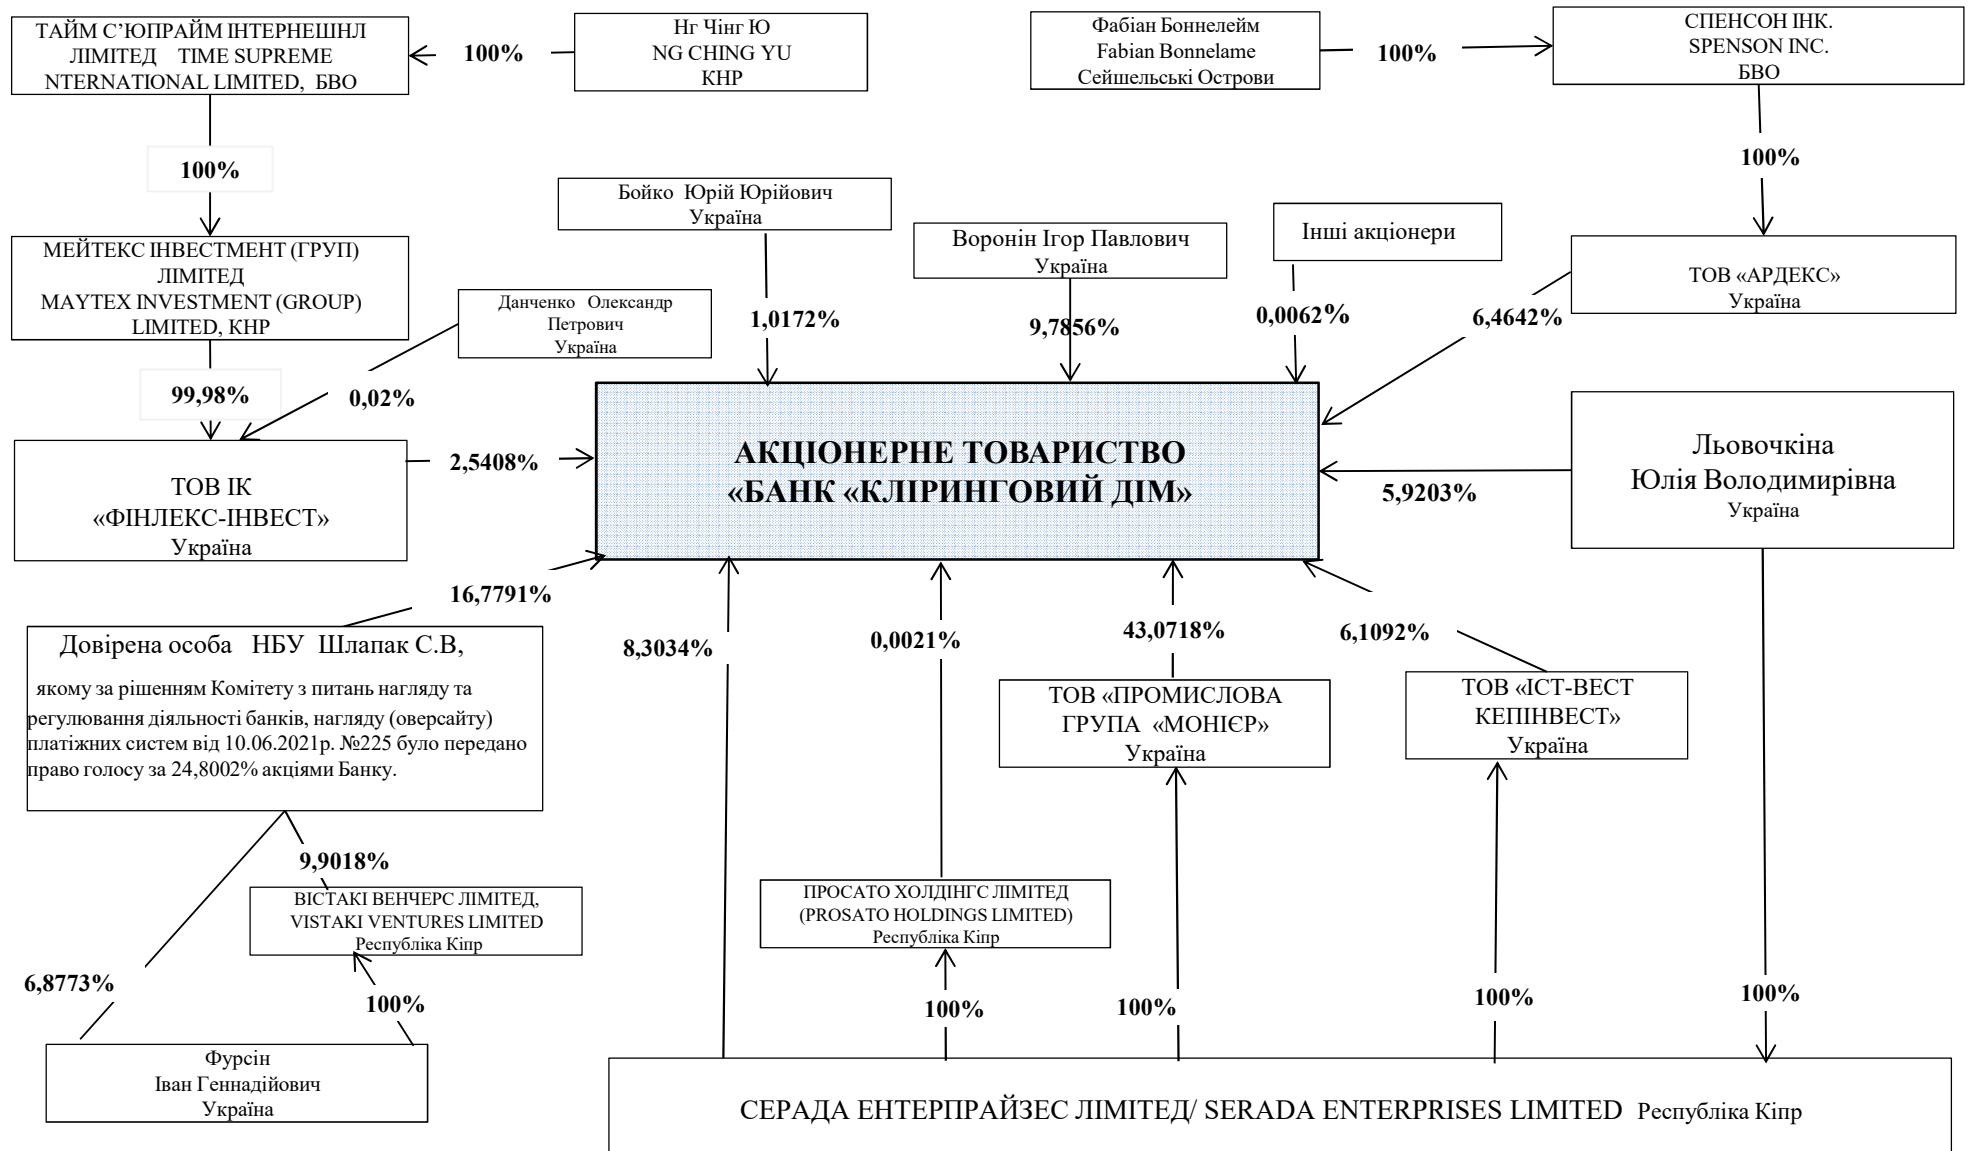 ТАЙМ С’ЮПРАЙМ ІНТЕРНЕШНЛ
ЛІМІТЕД TIME SUPREME
NTERNATIONAL LIMITED, БВО
100%
Нг Чінг Ю
NG CHING YU
КНР
Фабіан Боннелейм
Fabian Bonnelame
Сейшельські Острови
100%
СПЕНСОН ІНК.
SPENSON INC.
БВО
100%
100%
МЕЙТЕКС ІНВЕСТМЕНТ (ГРУП)
ЛІМІТЕД
MAYTEX INVESTMENT (GROUP)
LIMITED, КНР
Бойко Юрій Юрійович
Україна
Воронін Ігор Павлович
Україна
Інші акціонери
ТОВ «АРДЕКС»
Україна
Данченко Олександр
Петрович
Україна
1,0172%
9,7856%
0,0062%
6,4642%
99,98%
0,02%
ТОВ ІК
«ФІНЛЕКС-ІНВЕСТ»
Україна
2,5408%
АКЦІОНЕРНЕ ТОВАРИСТВО
«БАНК «КЛІРИНГОВИЙ ДІМ»
5,9203%
Льовочкіна
Юлія Володимирівна
Україна
16,7791%
8,3034%
0,0021%
43,0718%
6,1092%
Довірена особа НБУ Шлапак С.В,
якому за рішенням Комітету з питань нагляду та
регулювання діяльності банків, нагляду (оверсайту)
платіжних систем від 10.06.2021р. №225 було передано
право голосу за 24,8002% акціями Банку.
ТОВ «ПРОМИСЛОВА
ГРУПА «МОНІЄР»
Україна
ТОВ «ІСТ-ВЕСТ
КЕПІНВЕСТ»
Україна
9,9018%
ВІСТАКІ ВЕНЧЕРС ЛІМІТЕД,
VISTAKI VENTURES LIMITED
Республіка Кіпр
ПРОСАТО ХОЛДІНГС ЛІМІТЕД
(PROSATO HOLDINGS LIMITED)
Республіка Кіпр
6,8773%
100%
100%
100%
100%
100%
Фурсін
Іван Геннадійович
Україна
СЕРАДА ЕНТЕРПРАЙЗЕС ЛІМІТЕД/ SERADA ENTERPRISES LIMITED Республіка Кіпр